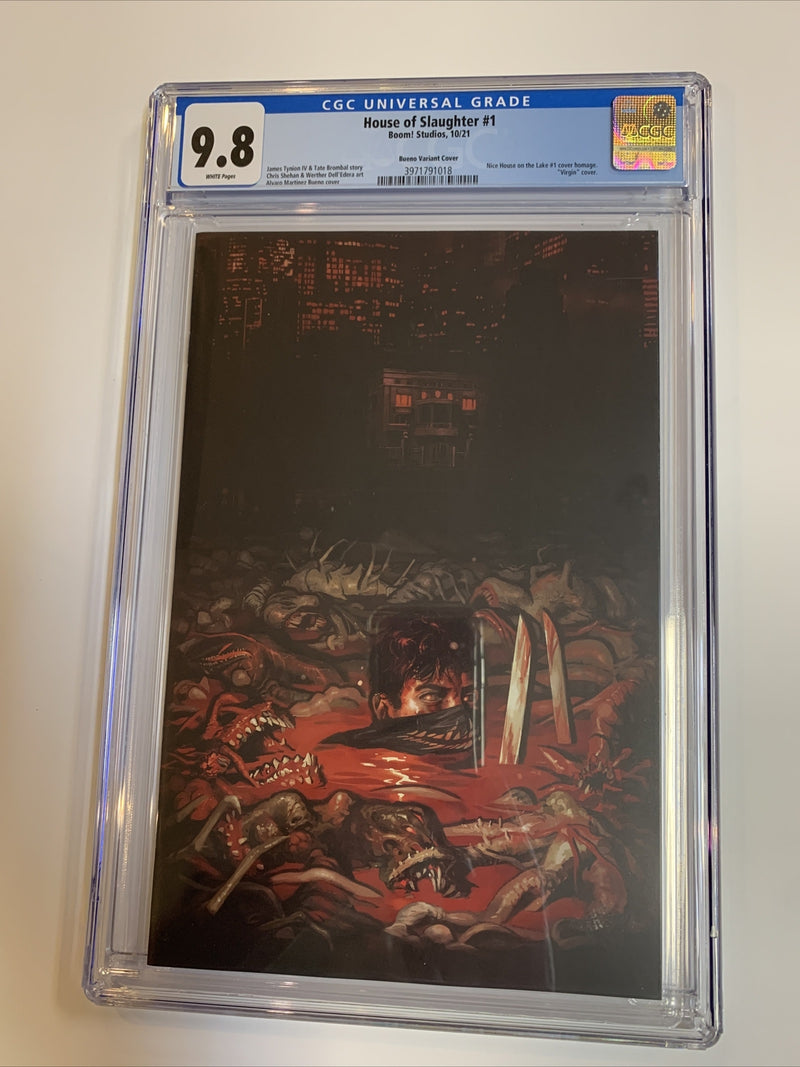 CGC UNIVERSAL GRADE
9.8
WHITE Pages
House of Slaughter #1
Boom! Studios, 10/21
Bueno Variant Cover
James Tynion IV & Tate Brombal story
Chris Shehan & Werther Dell'Edera art
Alvaro Martinez Bueno cover
3971791018
Nice House on the Lake #1 cover homage.
"Virgin" cover.
CGC